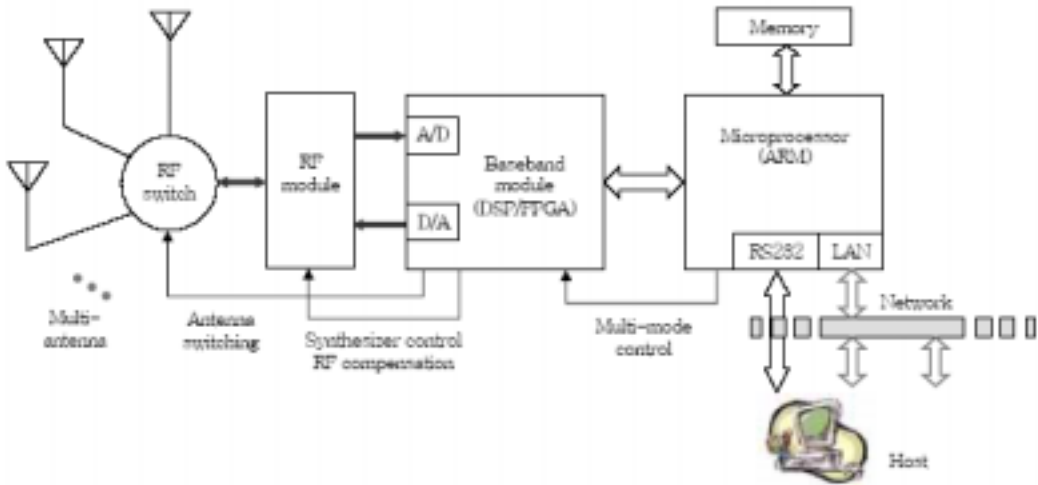 Memory
Microprocessor
(ARM)
RF
switch
RF
module
A/D
D/A
Baseband
module
(DSP/FPGA)
RS232
LAN
Network
Multi-
antenna
Antenna
switching
Synthesizer control
RF compensation
Multi-mode
control
Host